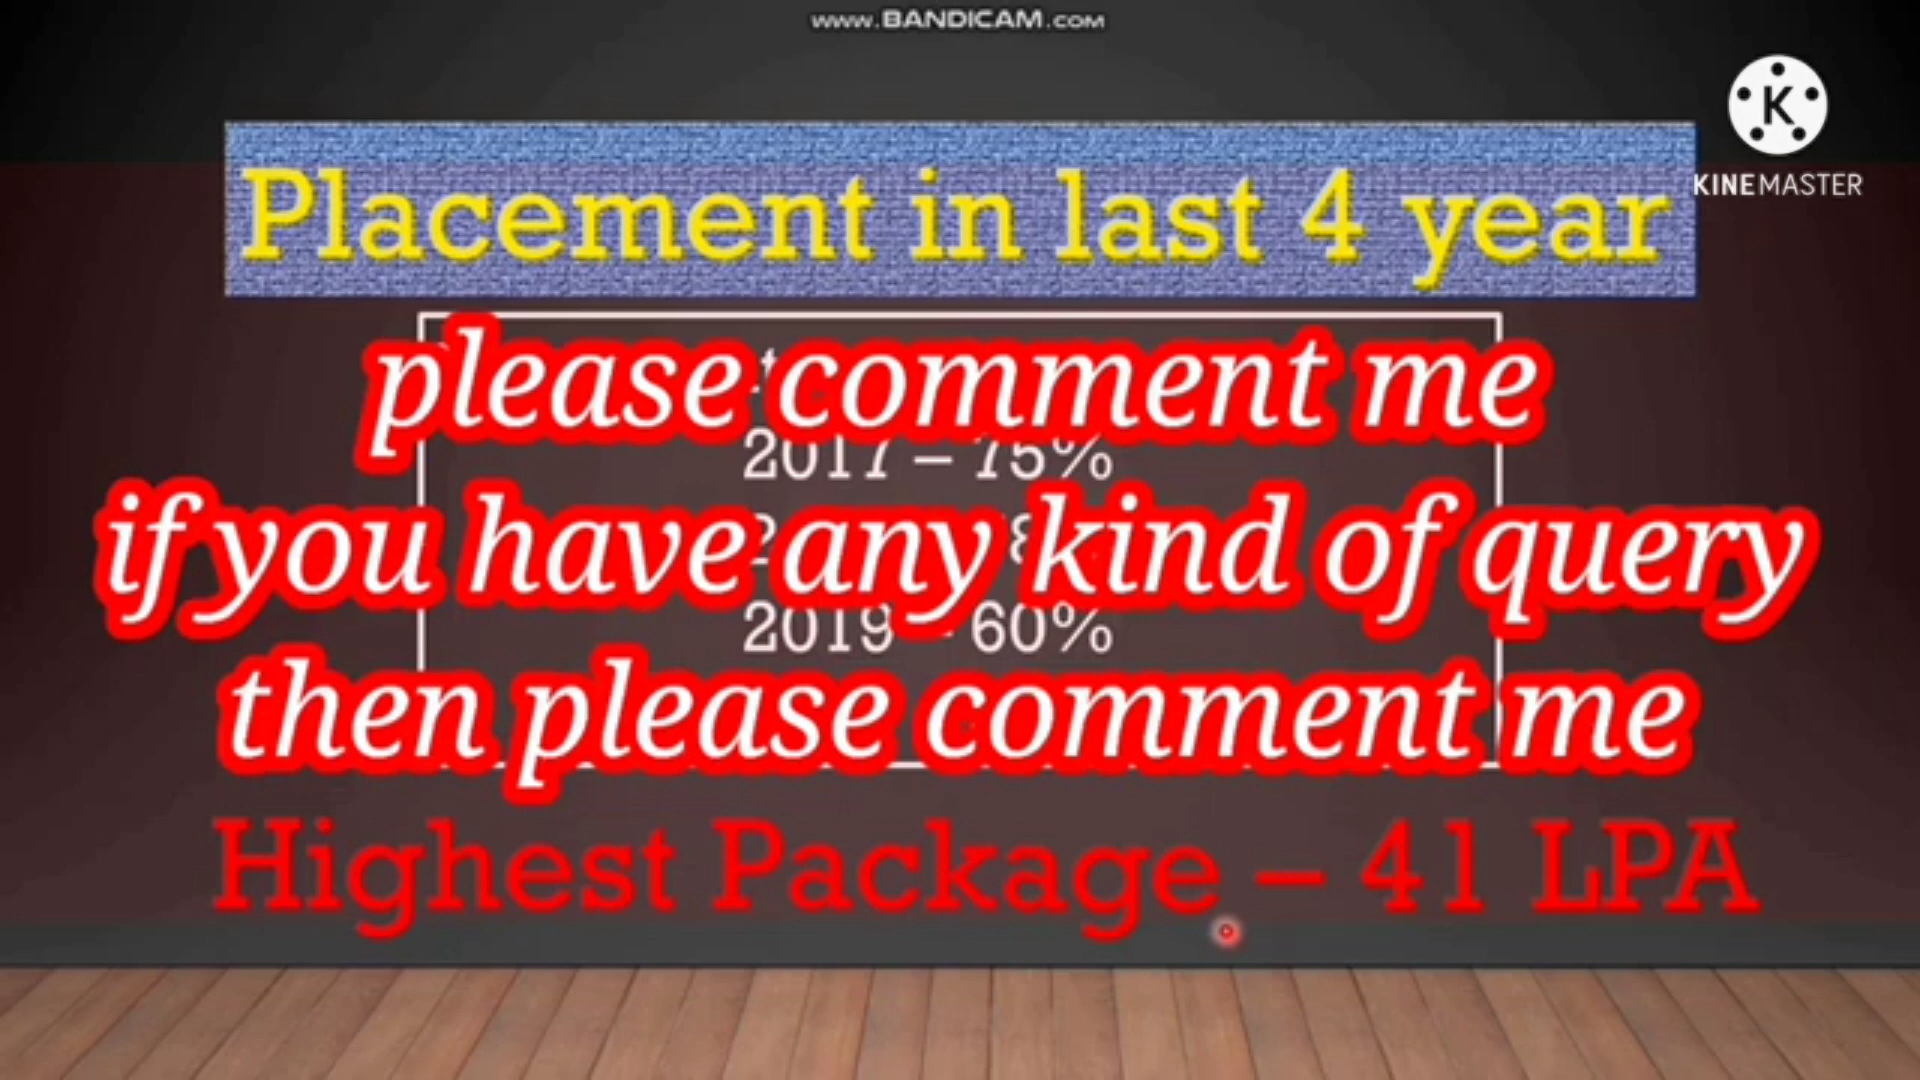 www.BANDICAM.com
K
KINEMASTER
Placement in last 4 year
please comment me
2017 – 75%
if you have any kind of query
2019 – 60%
then please comment me
Highest Package – 41 LPA